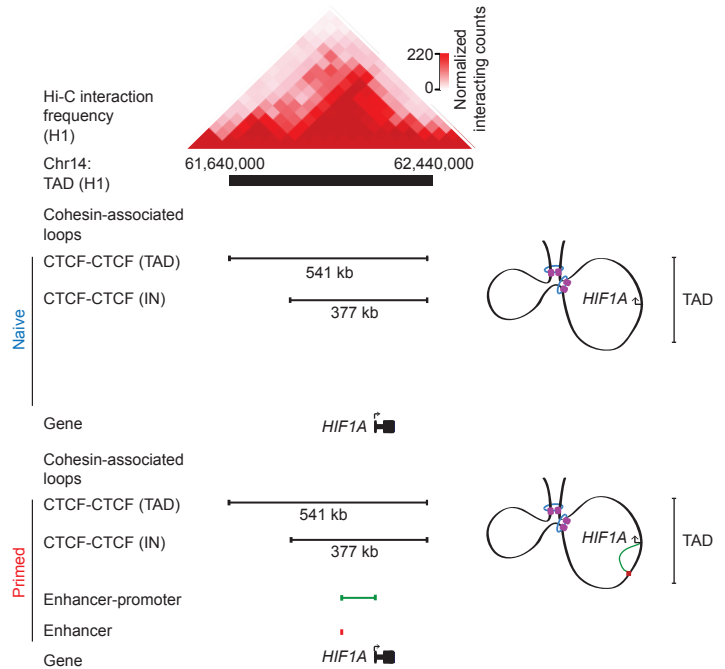 220
0
Normalized
interacting counts
Hi-C interaction
frequency
(H1)
Chr14:
61,640,000 62,440,000
TAD (H1)
Cohesin-associated
loops
CTCF-CTCF (TAD)
541 kb
CTCF-CTCF (IN)
377 kb
HIF1A
TAD
Naive
Gene
HIF1A
Cohesin-associated
loops
CTCF-CTCF (TAD)
541 kb
CTCF-CTCF (IN)
377 kb
HIF1A
TAD
Primed
Enhancer-promoter
Enhancer
Gene
HIF1A